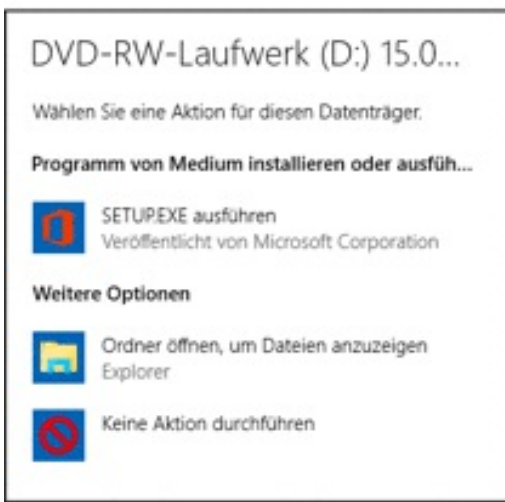 DVD-RW-Laufwerk (D:) 15.0...
Wählen Sie eine Aktion für diesen Datenträger.
Programm von Medium installieren oder ausfüh...
SETUP.EXE ausführen
Veröffentlicht von Microsoft Corporation
Weitere Optionen
Ordner öffnen, um Dateien anzuzeigen
Explorer
Keine Aktion durchführen